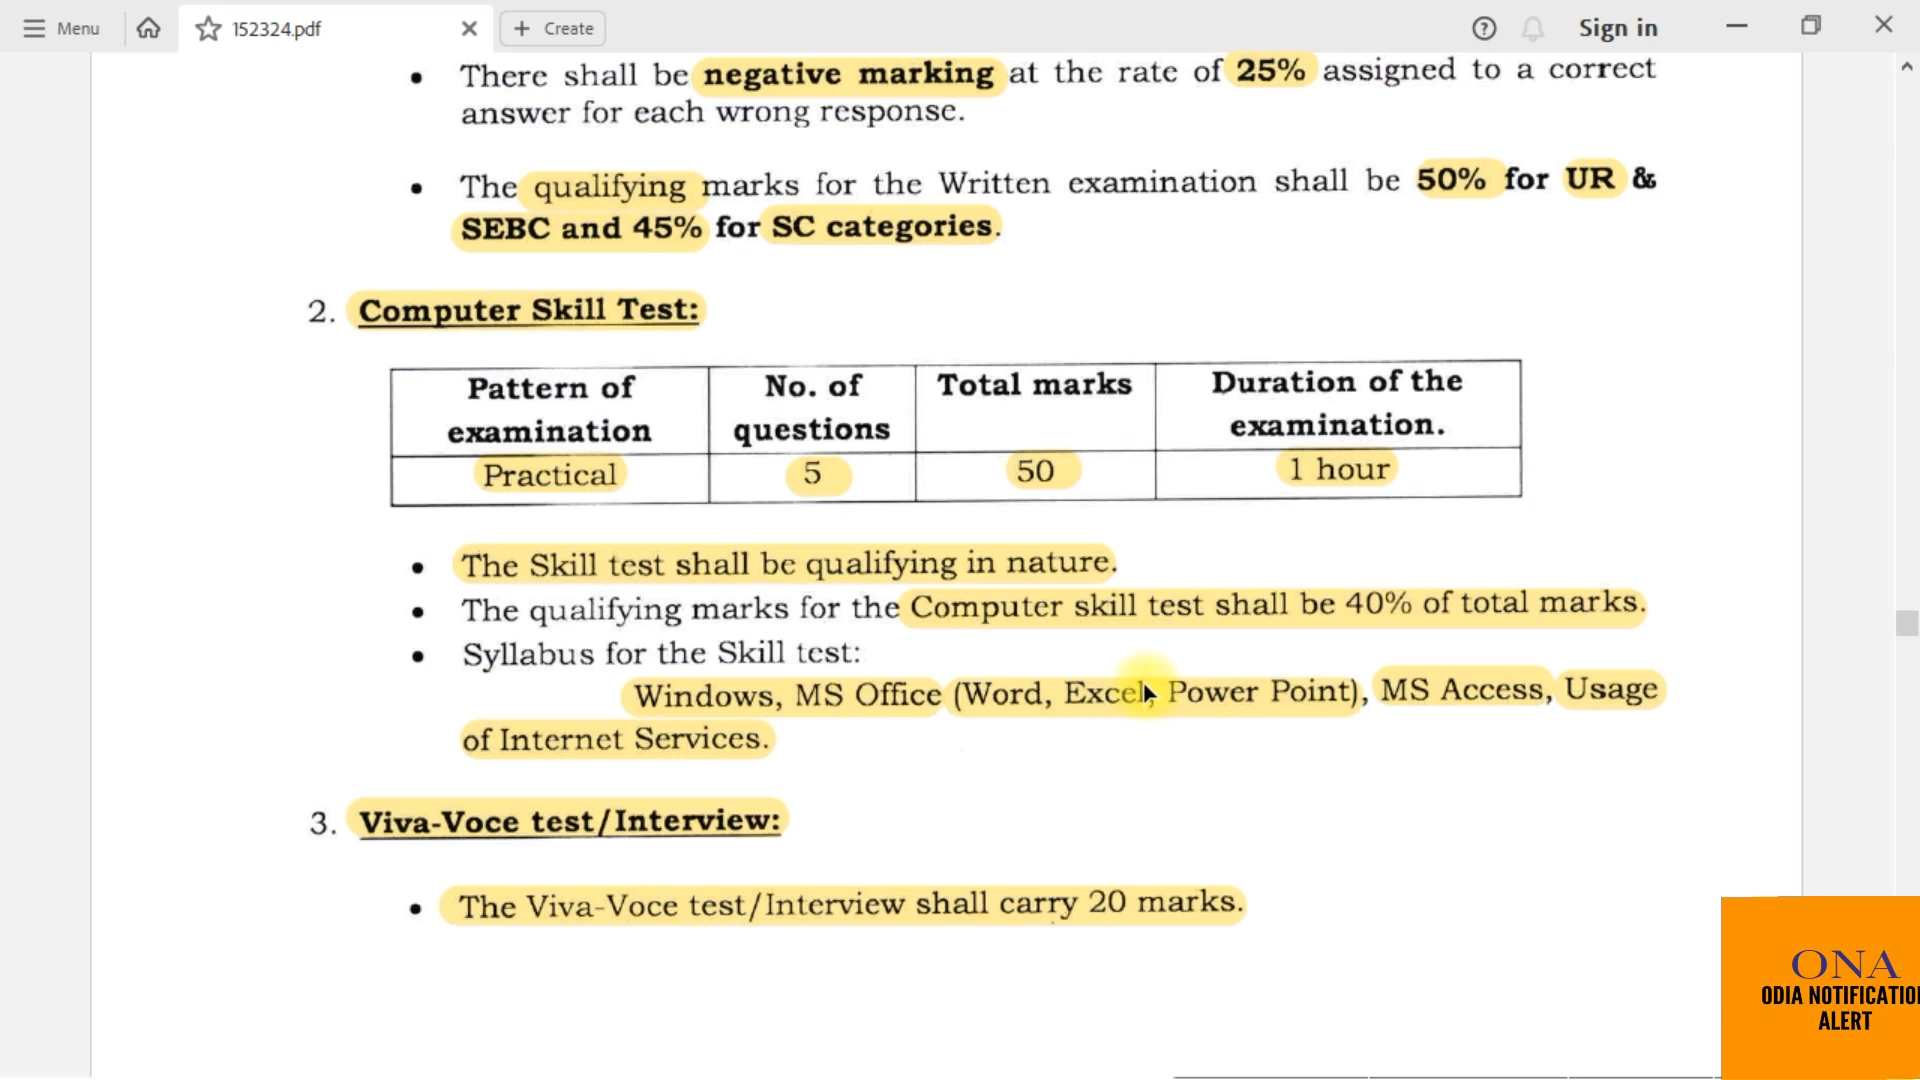 Menu
152324.pdf
Create
Sign in
• There shall be negative marking at the rate of 25% assigned to a correct
answer for each wrong response.
• The qualifying marks for the Written examination shall be 50% for UR &
SEBC and 45% for SC categories.
2. Computer Skill Test:
Pattern of examination No. of questions Total marks Duration of the examination.
Practical 5 50 1 hour
• The Skill test shall be qualifying in nature.
• The qualifying marks for the Computer skill test shall be 40% of total marks.
• Syllabus for the Skill test:
Windows, MS Office (Word, Excel, Power Point), MS Access, Usage
of Internet Services.
3. Viva-Voce test/Interview:
• The Viva-Voce test/Interview shall carry 20 marks.
ONA
ODIA NOTIFICATIO
ALERT